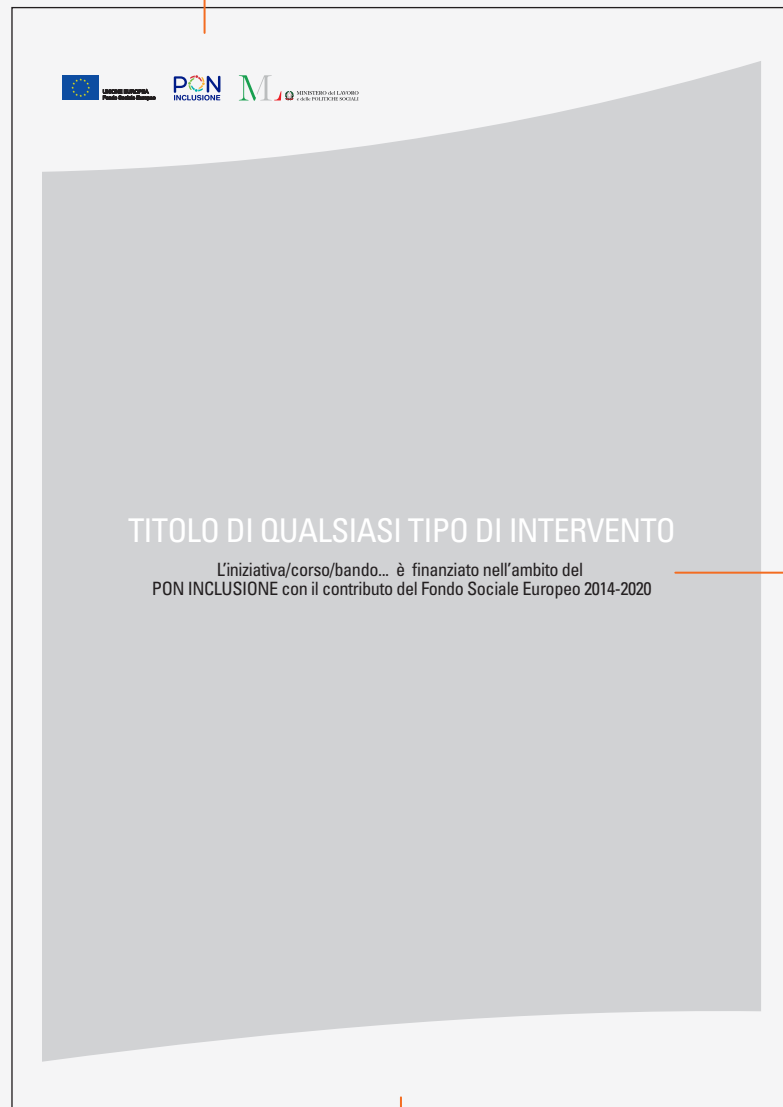 UNIONE EUROPEA
Fondo Sociale Europeo
PON
INCLUSIONE
ML
MINISTERO del LAVORO
e delle POLITICHE SOCIALI
TITOLO DI QUALSIASI TIPO DI INTERVENTO
L’iniziativa/corso/bando... è finanziato nell’ambito del
PON INCLUSIONE con il contributo del Fondo Sociale Europeo 2014-2020